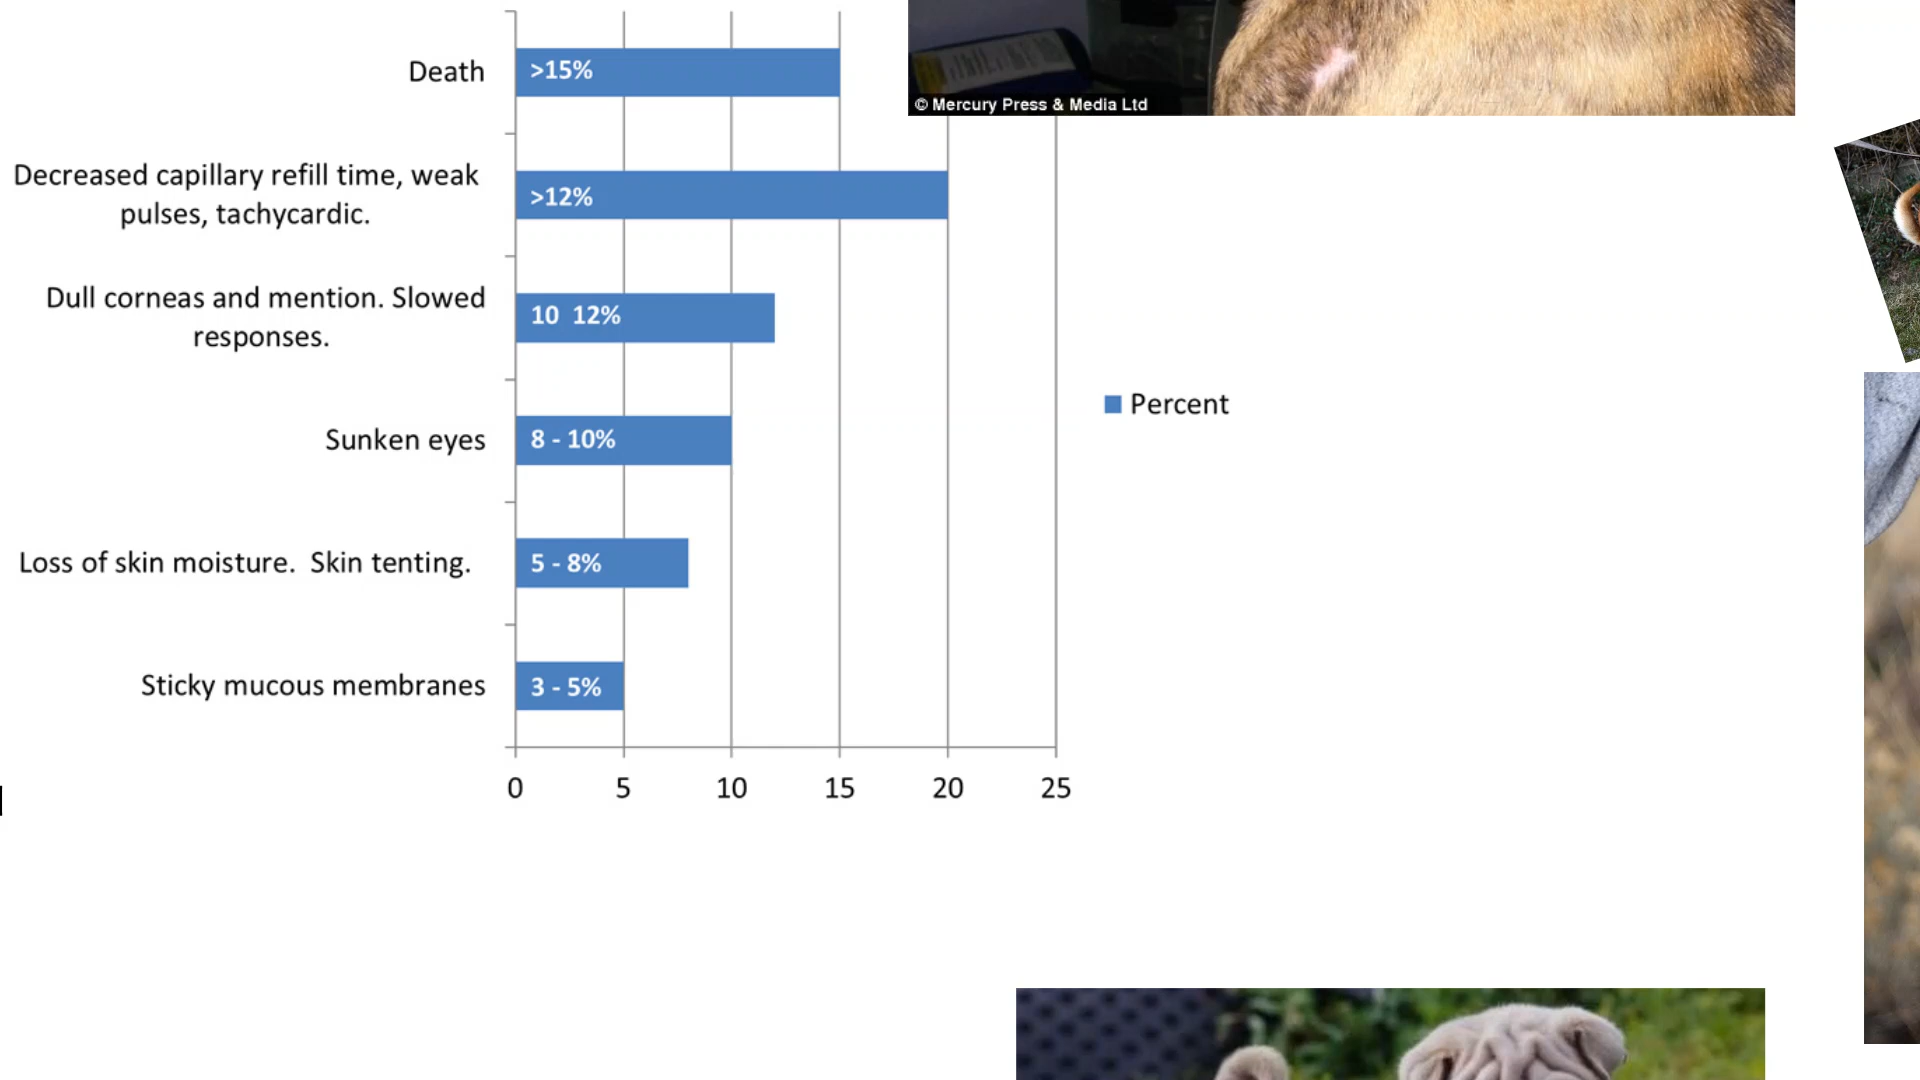 Death
>15%
© Mercury Press & Media Ltd
Decreased capillary refill time, weak
pulses, tachycardic.
>12%
Dull corneas and mention. Slowed
responses.
10 12%
Percent
Sunken eyes
8 - 10%
Loss of skin moisture. Skin tenting.
5 - 8%
Sticky mucous membranes
3 - 5%
0 5 10 15 20 25